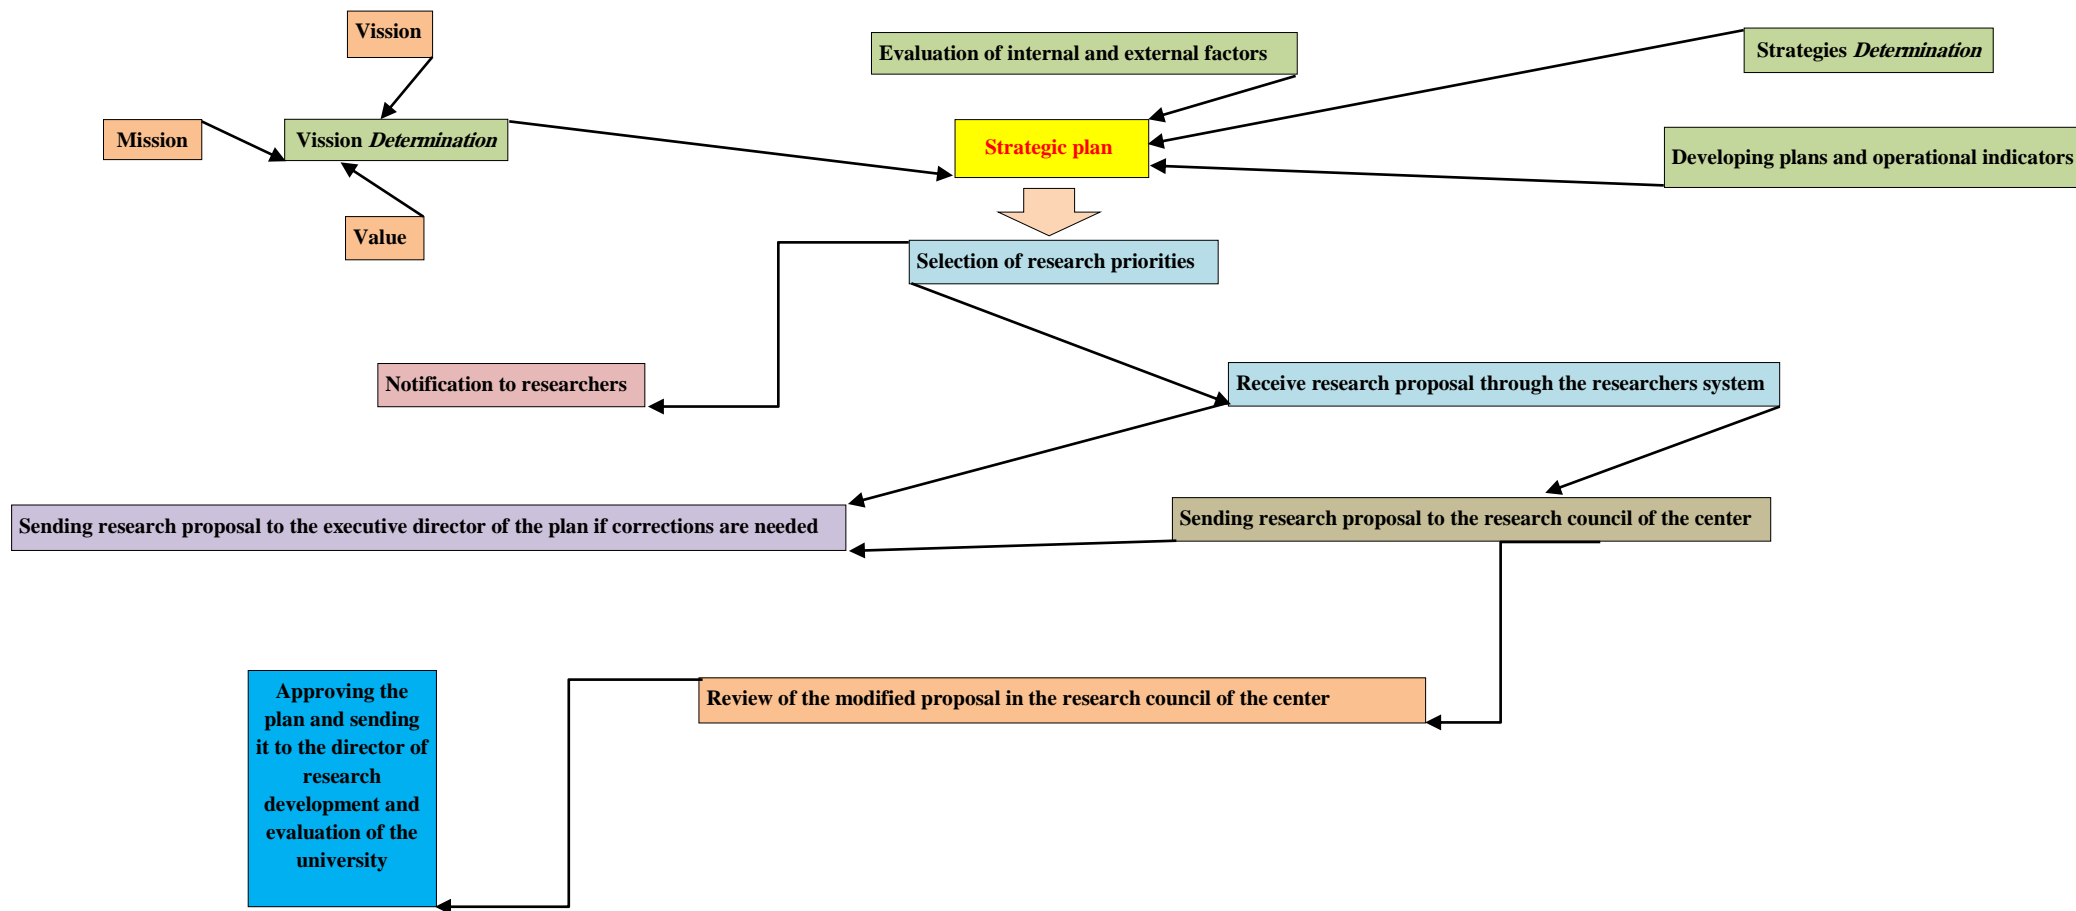 Vission
Evaluation of internal and external factors
Strategies Determination
Mission
Vission Determination
Strategic plan
Developing plans and operational indicators
Value
Selection of research priorities
Notification to researchers
Receive research proposal through the researchers system
Sending research proposal to the executive director of the plan if corrections are needed
Sending research proposal to the research council of the center
Review of the modified proposal in the research council of the center
Approving the
plan and sending
it to the director of
research
development and
evaluation of the
university